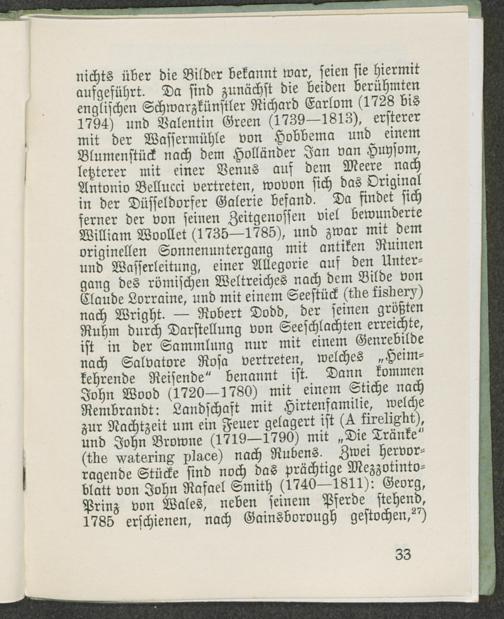 nichts über die Bilder bekannt war, seien sie hiermit
aufgeführt. Da sind zunächst die beiden berühmten
englischen Schwarzkünstler Richard Earlom (1728 bis
1794) und Valentin Green (1739—1813), ersterer
mit der Wassermühle von Hobbema und einem
Blumenstück nach dem Holländer Jan van Huysom,
letzterer mit einer Venus auf dem Meere nach
Antonio Bellucci vertreten, wovon sich das Original
in der Düsseldorfer Galerie befand. Da findet sich
ferner der von seinen Zeitgenossen viel bewunderte
William Woollet (1735—1785), und zwar mit dem
originellen Sonnenuntergang mit antiken Ruinen
und Wasserleitung, einer Allegorie auf den Unter-
gang des römischen Weltreiches nach dem Bilde von
Claude Lorraine, und mit einem Seestück (the fishery)
nach Wright. — Robert Dodd, der seinen größten
Ruhm durch Darstellung von Seeschlachten erreichte,
ist in der Sammlung nur mit einem Genrebilde
nach Salvatore Rosa vertreten, welches „Heim-
kehrende Reisende" benannt ist. Dann kommen
John Wood (1720—1780) mit einem Stiche nach
Rembrandt: Landschaft mit Hirtenfamilie, welche
zur Nachtzeit um ein Feuer gelagert ist (A firelight),
und John Browne (1719—1790) mit „Die Tränke"
(the watering place) nach Rubens. Zwei hervor-
ragende Stücke sind noch das prächtige Mezzotinto-
blatt von John Rafael Smith (1740—1811): Georg,
Prinz von Wales, neben seinem Pferde stehend,
1785 erschienen, nach Gainsborough gestochen,27)
33